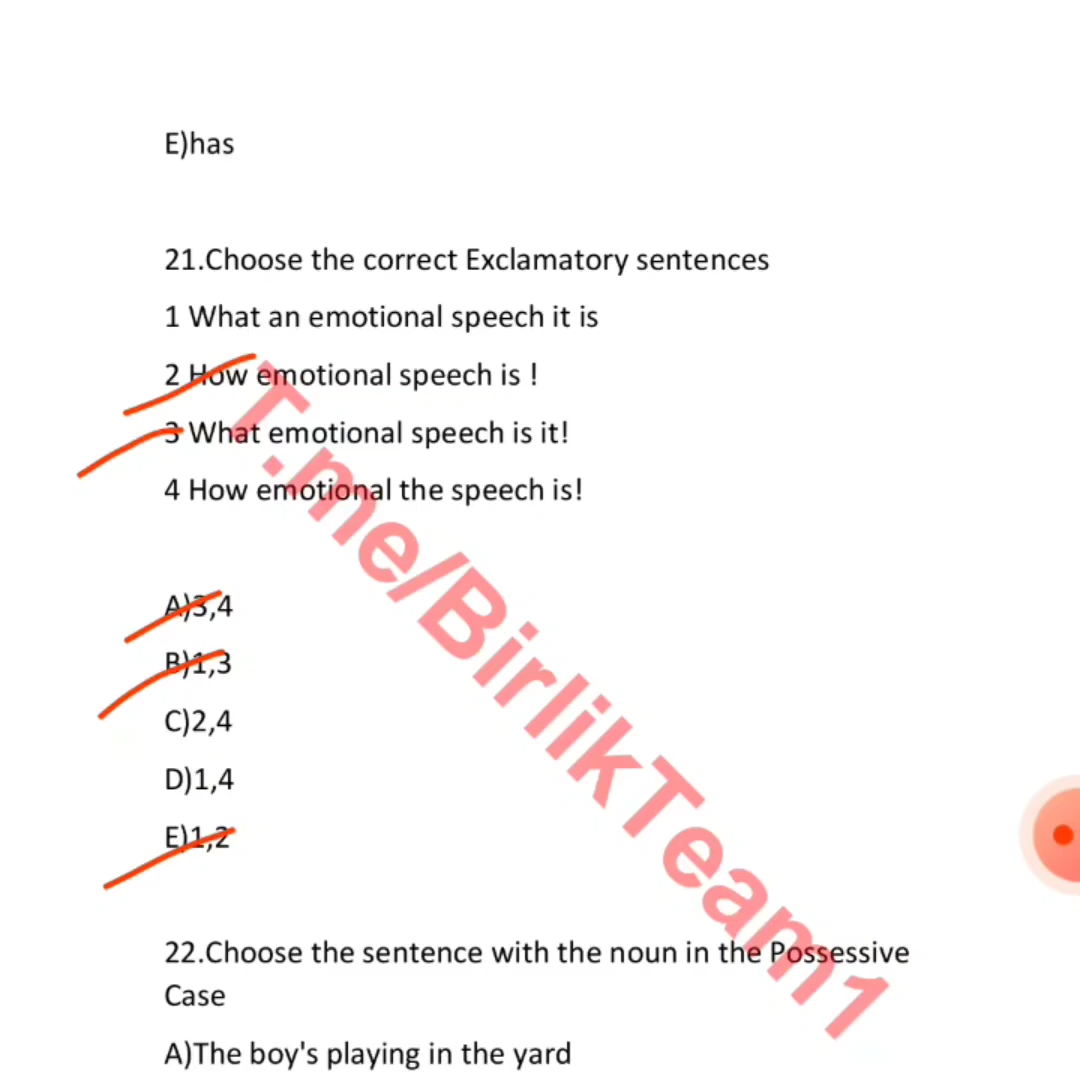 E)has
21.Choose the correct Exclamatory sentences
1 What an emotional speech it is
2 How emotional speech is !
3 What emotional speech is it!
4 How emotional the speech is!
A)3,4
B)1,3
C)2,4
D)1,4
E)1,2
22.Choose the sentence with the noun in the Possessive
Case
A)The boy's playing in the yard
T.me/BirlikTeam1